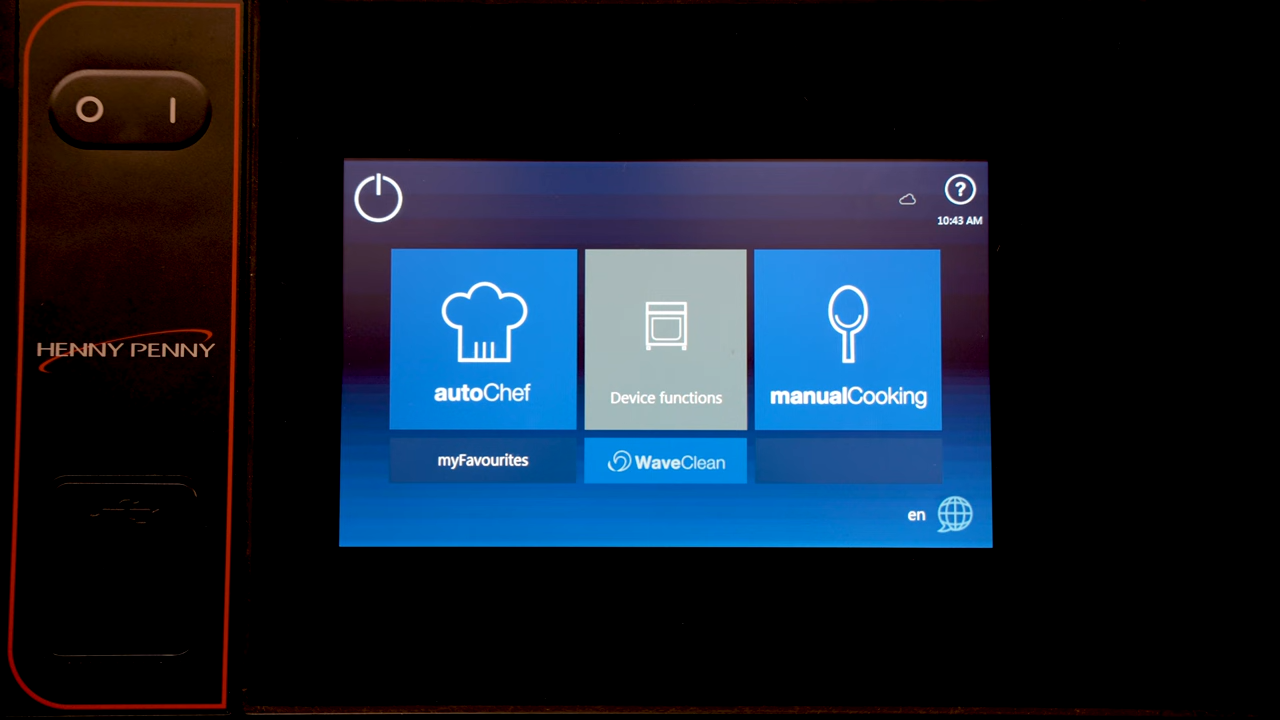 O I
HENNY PENNY
?
10:43 AM
autoChef
Device functions
manualCooking
myFavourites
WaveClean
en